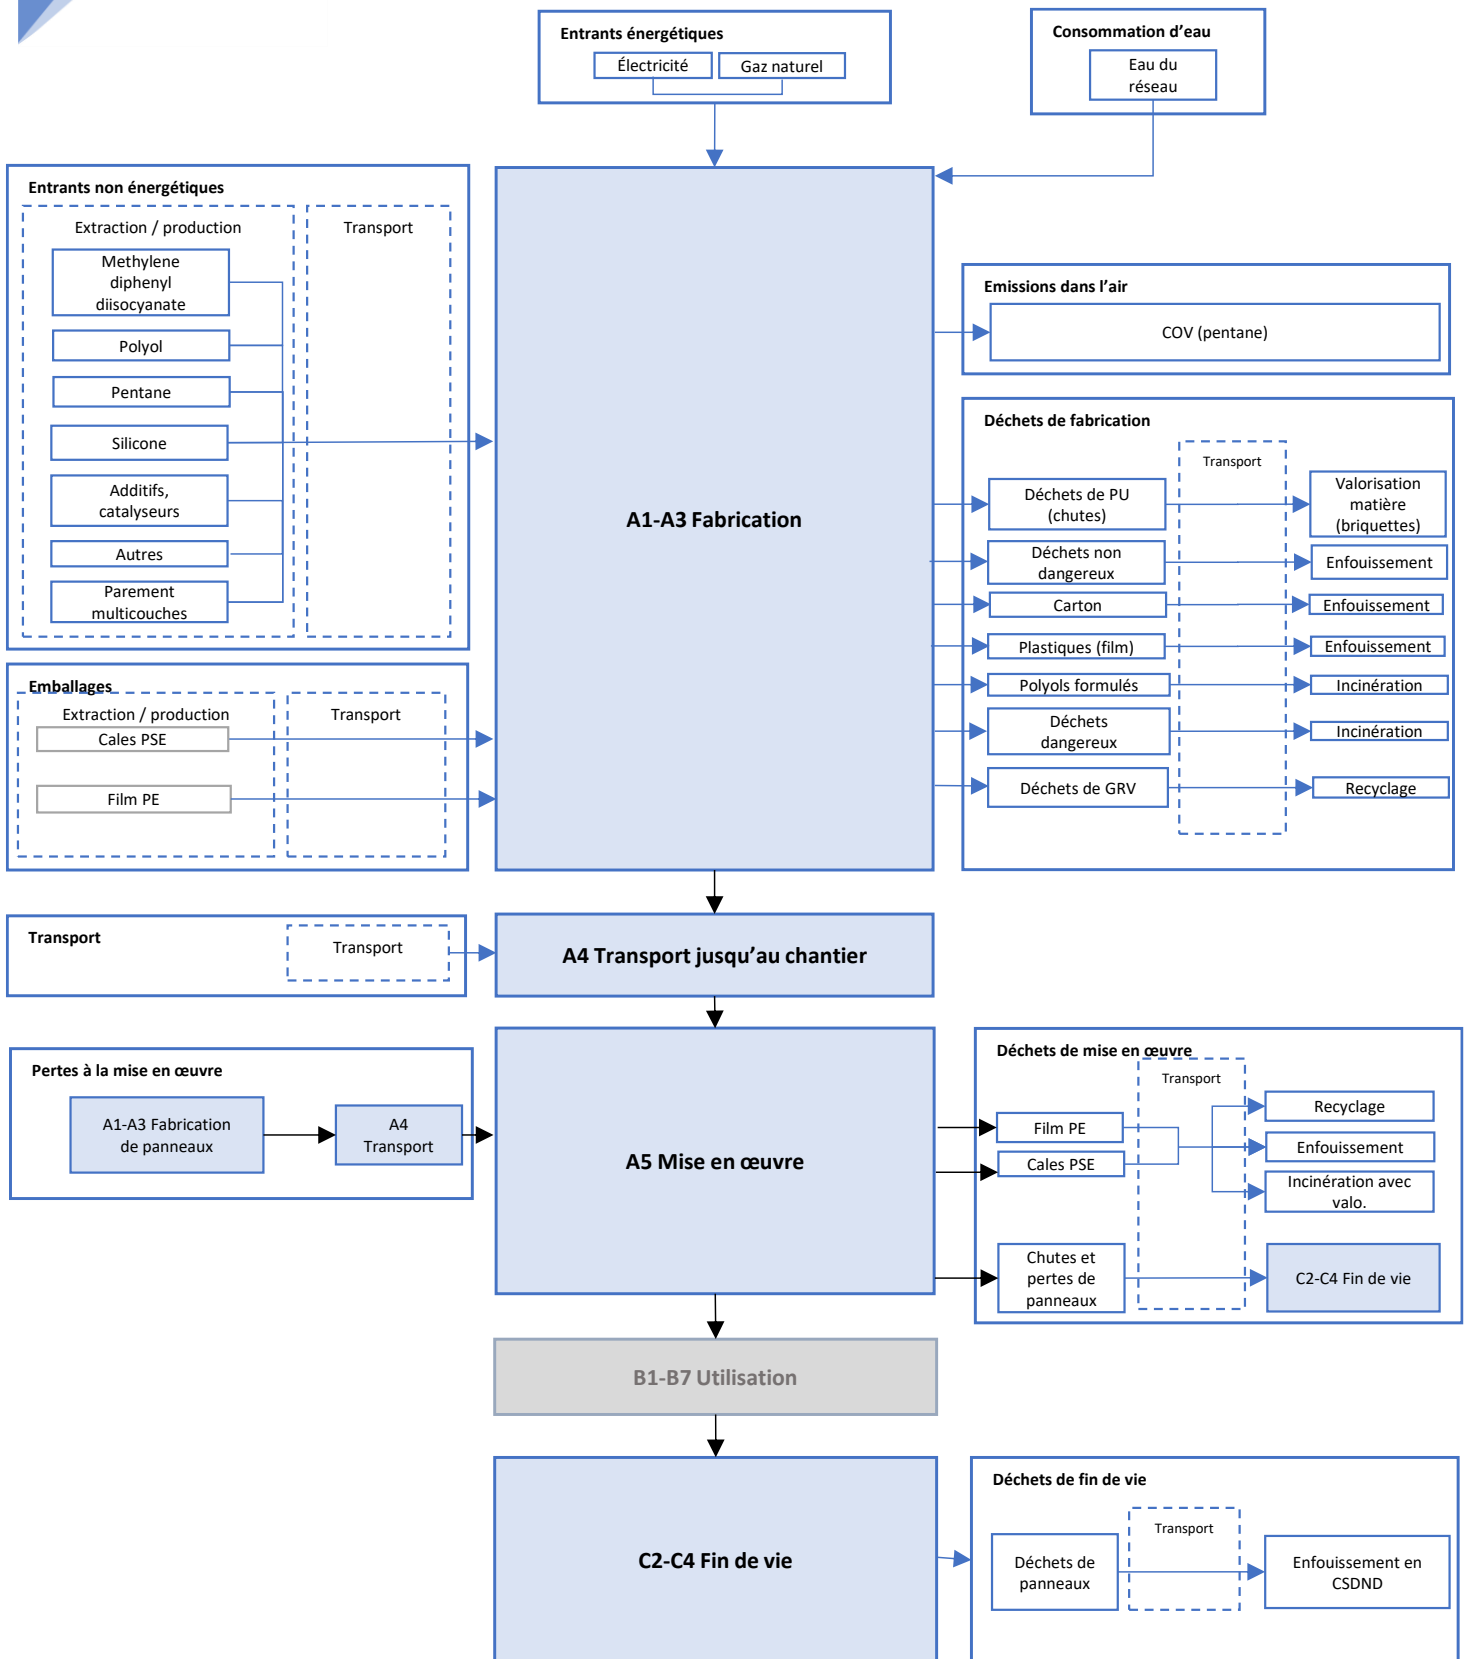 Entrants énergétiques
Électricité
Gaz naturel
Consommation d'eau
Eau du
réseau
Entrants non énergétiques
Extraction / production
Transport
Methylene
diphenyl
diisocyanate
Polyol
Pentane
Silicone
Additifs,
catalyseurs
Autres
Parement
multicouches
Emballages
Extraction / production
Transport
Cales PSE
Film PE
A1-A3 Fabrication
Emissions dans l'air
COV (pentane)
Déchets de fabrication
Transport
Déchets de PU
(chutes)
Valorisation
matière
(briquettes)
Déchets non
dangereux
Enfouissement
Carton
Enfouissement
Plastiques (film)
Enfouissement
Polyols formulés
Incinération
Déchets
dangereux
Incinération
Déchets de GRV
Recyclage
Transport
Transport
A4 Transport jusqu'au chantier
Pertes à la mise en œuvre
A1-A3 Fabrication
de panneaux
A4
Transport
A5 Mise en œuvre
Déchets de mise en œuvre
Transport
Film PE
Cales PSE
Recyclage
Enfouissement
Incinération avec
valo.
Chutes et
pertes de
panneaux
C2-C4 Fin de vie
B1-B7 Utilisation
C2-C4 Fin de vie
Déchets de fin de vie
Transport
Déchets de
panneaux
Enfouissement en
CSDND